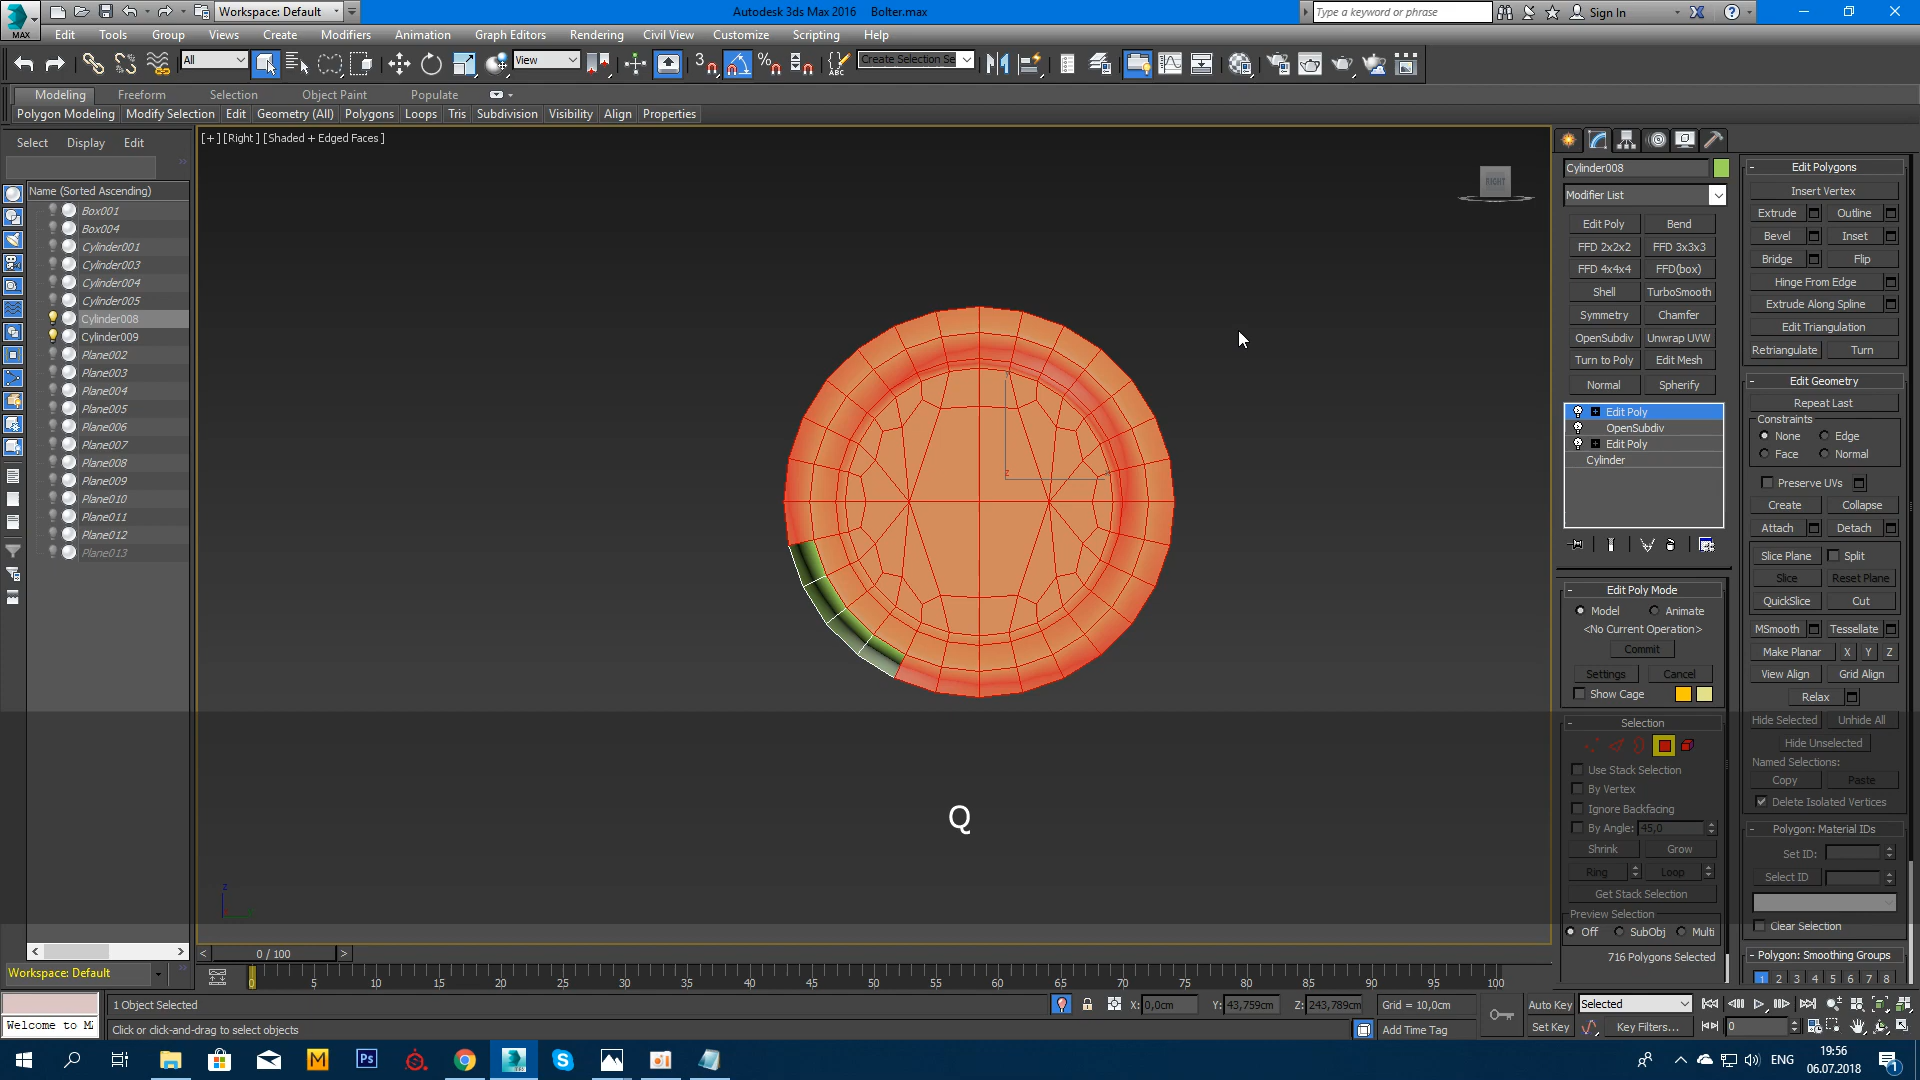 Workspace: Default
Autodesk 3ds Max 2016 Bolter.max
Type a keyword or phrase
Sign In
MAX
Edit Tools Group Views Create Modifiers Animation Graph Editors Rendering Civil View Customize Scripting Help
All View 3 Create Selection Se
Modeling Freeform Selection Object Paint Populate
Polygon Modeling Modify Selection Edit Geometry (All) Polygons Loops Tris Subdivision Visibility Align Properties
Select Display Edit
Name (Sorted Ascending)
Box001
Box004
Cylinder001
Cylinder003
Cylinder004
Cylinder005
Cylinder008
Cylinder009
Plane002
Plane003
Plane004
Plane005
Plane006
Plane007
Plane008
Plane009
Plane010
Plane011
Plane012
Plane013
Workspace: Default
[+] [Right] [Shaded + Edged Faces]
RIGHT
Q
Cylinder008
Modifier List
Edit Poly Bend
FFD 2x2x2 FFD 3x3x3
FFD 4x4x4 FFD(box)
Shell TurboSmooth
Symmetry Chamfer
OpenSubdiv Unwrap UVW
Turn to Poly Edit Mesh
Normal Spherify
Edit Poly
OpenSubdiv
Edit Poly
Cylinder
Edit Poly Mode
Model Animate
<No Current Operation>
Commit
Settings Cancel
Show Cage
Selection
Use Stack Selection
By Vertex
Ignore Backfacing
By Angle: 45,0
Shrink Grow
Ring Loop
Get Stack Selection
Preview Selection
Off SubObj Multi
716 Polygons Selected
Edit Polygons
Insert Vertex
Extrude Outline
Bevel Inset
Bridge Flip
Hinge From Edge
Extrude Along Spline
Edit Triangulation
Retriangulate Turn
Edit Geometry
Repeat Last
Constraints
None Edge
Face Normal
Preserve UVs
Create Collapse
Attach Detach
Slice Plane Split
Slice Reset Plane
QuickSlice Cut
MSmooth Tessellate
Make Planar X Y Z
View Align Grid Align
Relax
Hide Selected Unhide All
Hide Unselected
Named Selections:
Copy Paste
Delete Isolated Vertices
Polygon: Material IDs
Set ID:
Select ID
Clear Selection
Polygon: Smoothing Groups
1 2 3 4 5 6 7 8
0 / 100
0 5 10 15 20 25 30 35 40 45 50 55 60 65 70 75 80 85 90 95 100
1 Object Selected
X: 0,0cm Y: 43,759cm Z: 243,789cm Grid = 10,0cm
Auto Key Selected
Welcome to M
Click or click-and-drag to select objects
Add Time Tag
Set Key Key Filters... 0
Ps
ENG
19:56
06.07.2018
1